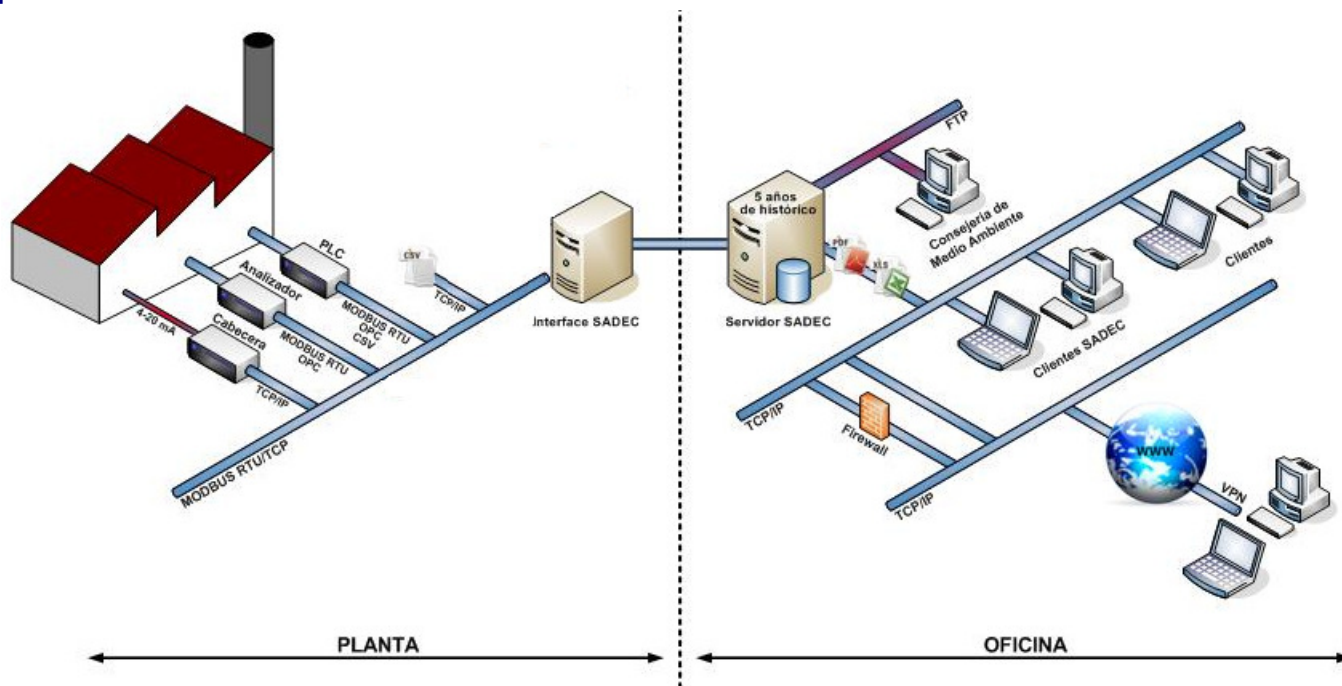 PLC
MODBUS RTU
OPC
CSV
Analizador
MODBUS RTU
OPC
4-20 mA
Cabecera
TCP/IP
CSV
TCP/IP
MODBUS RTU/TCP
Interface SADEC
5 años
de histórico
Servidor SADEC
FTP
Consejería de
Medio Ambiente
PDF
XLS
Clientes
Clientes SADEC
TCP/IP
Firewall
TCP/IP
WWW
VPN
PLANTA
OFICINA